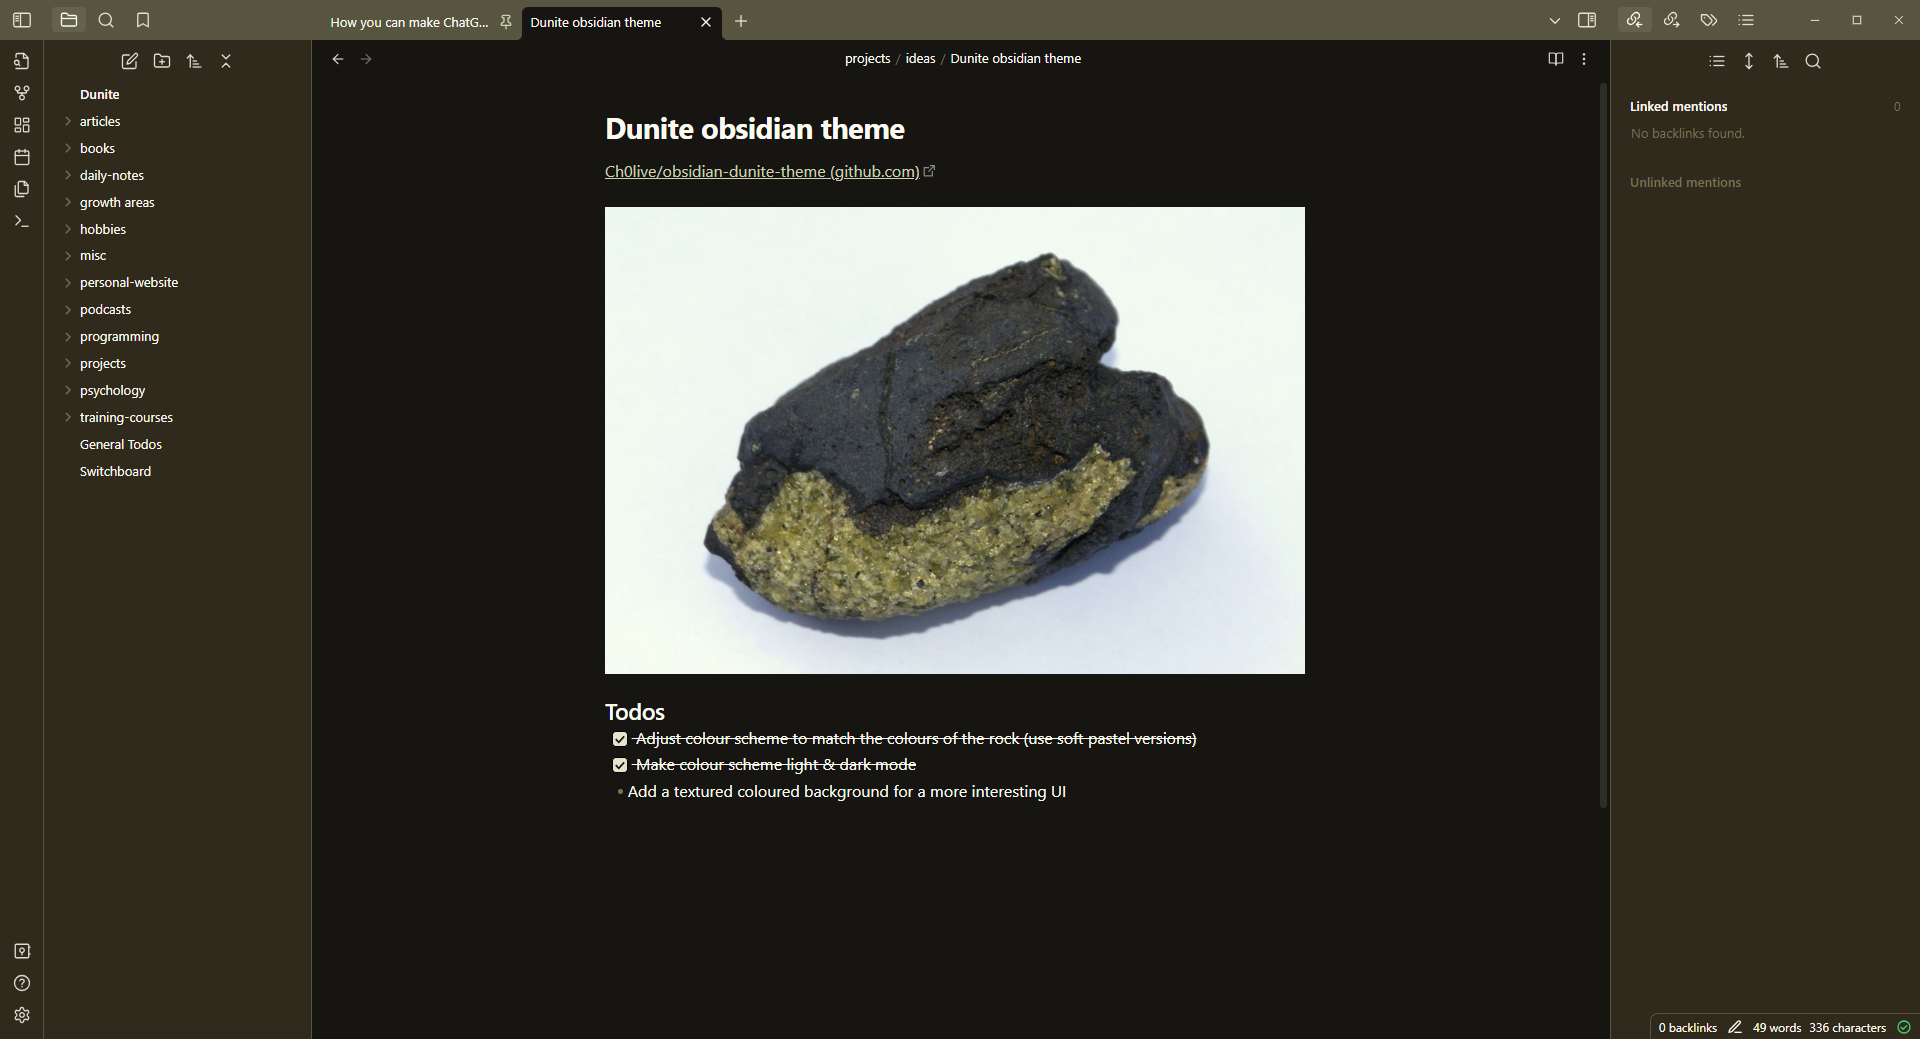 How you can make ChatG...
Dunite obsidian theme
projects / ideas / Dunite obsidian theme
Dunite
articles
books
daily-notes
growth areas
hobbies
misc
personal-website
podcasts
programming
projects
psychology
training-courses
General Todos
Switchboard
Dunite obsidian theme
Ch0live/obsidian-dunite-theme (github.com)
Todos
Adjust colour scheme to match the colours of the rock (use soft pastel versions)
Make colour scheme light & dark mode
• Add a textured coloured background for a more interesting UI
Linked mentions 0
No backlinks found.
Unlinked mentions
0 backlinks 49 words 336 characters